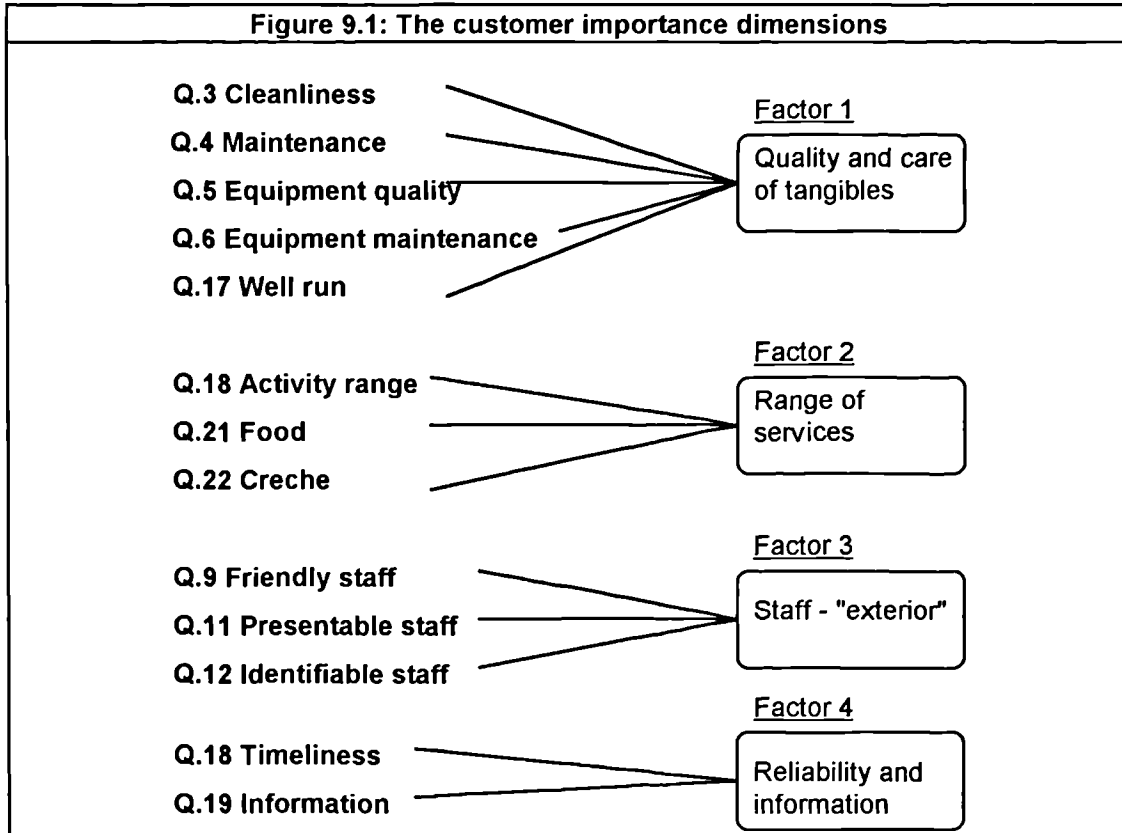 Figure 9.1: The customer importance dimensions
Q.3 Cleanliness
Q.4 Maintenance
Q.5 Equipment quality
Q.6 Equipment maintenance
Q.17 Well run
Factor 1
Quality and care
of tangibles
Q.18 Activity range
Q.21 Food
Q.22 Creche
Factor 2
Range of
services
Q.9 Friendly staff
Q.11 Presentable staff
Q.12 Identifiable staff
Factor 3
Staff - "exterior"
Q.18 Timeliness
Q.19 Information
Factor 4
Reliability and
information